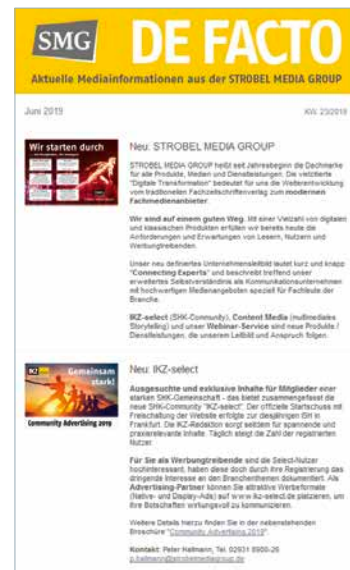 SMG
DE FACTO
Aktuelle Mediainformationen aus der STROBEL MEDIA GROUP
Juni 2019
KW. 23/2019
Wir starten durch
Neu: STROBEL MEDIA GROUP
STROBEL MEDIA GROUP heißt seit Jahresbeginn die Dachmarke
für alle Produkte, Medien und Dienstleistungen. Die vielzitierte
"Digitale Transformation" bedeutet für uns die Weiterentwicklung
vom traditionellen Fachzeitschriftenverlag zum modernen
Fachmedienanbieter.
Wir sind auf einem guten Weg. Mit einer Vielzahl von digitalen
und klassischen Produkten erfüllen wir bereits heute die
Anforderungen und Erwartungen von Lesern, Nutzern und
Werbungtreibenden.
Unser neu definiertes Unternehmensleitbild lautet kurz und knapp
"Connecting Experts" und beschreibt treffend unser
erweitertes Selbstverständnis als Kommunikationsunternehmen
mit hochwertigen Medienangeboten speziell für Fachleute der
Branche.
IKZ-select (SHK-Community), Content Media (multimediales
Storytelling) und unser Webinar-Service sind neue Produkte /
Dienstleistungen, die unserem Leitbild und Anspruch folgen.
IKZ
Gemeinsam
stark!
Community Advertising 2019
Neu: IKZ-select
Ausgesuchte und exklusive Inhalte für Mitglieder einer
starken SHK-Gemeinschaft - das bietet zusammengefasst die
neue SHK-Community "IKZ-select". Der offizielle Startschuss mit
Freischaltung der Website erfolgte zur diesjährigen ISH in
Frankfurt. Die IKZ-Redaktion sorgt seitdem für spannende und
praxisrelevante Inhalte. Täglich steigt die Zahl der registrierten
Nutzer.
Für Sie als Werbungtreibende sind die Select-Nutzer
hochinteressant, haben diese doch durch ihre Registrierung das
dringende Interesse an den Branchenthemen dokumentiert. Als
Advertising-Partner können Sie attraktive Werbeformate
(Native- und Display-Ads) auf www.ikz-select.de platzieren, um
ihre Botschaften wirkungsvoll zu kommunizieren.
Weitere Details hierzu finden Sie in der nebenstehenden
Broschüre "Community Advertising 2019".
Kontakt: Peter Hallmann, Tel. 02931 8900-26
p.hallmann@strobelmediagroup.de